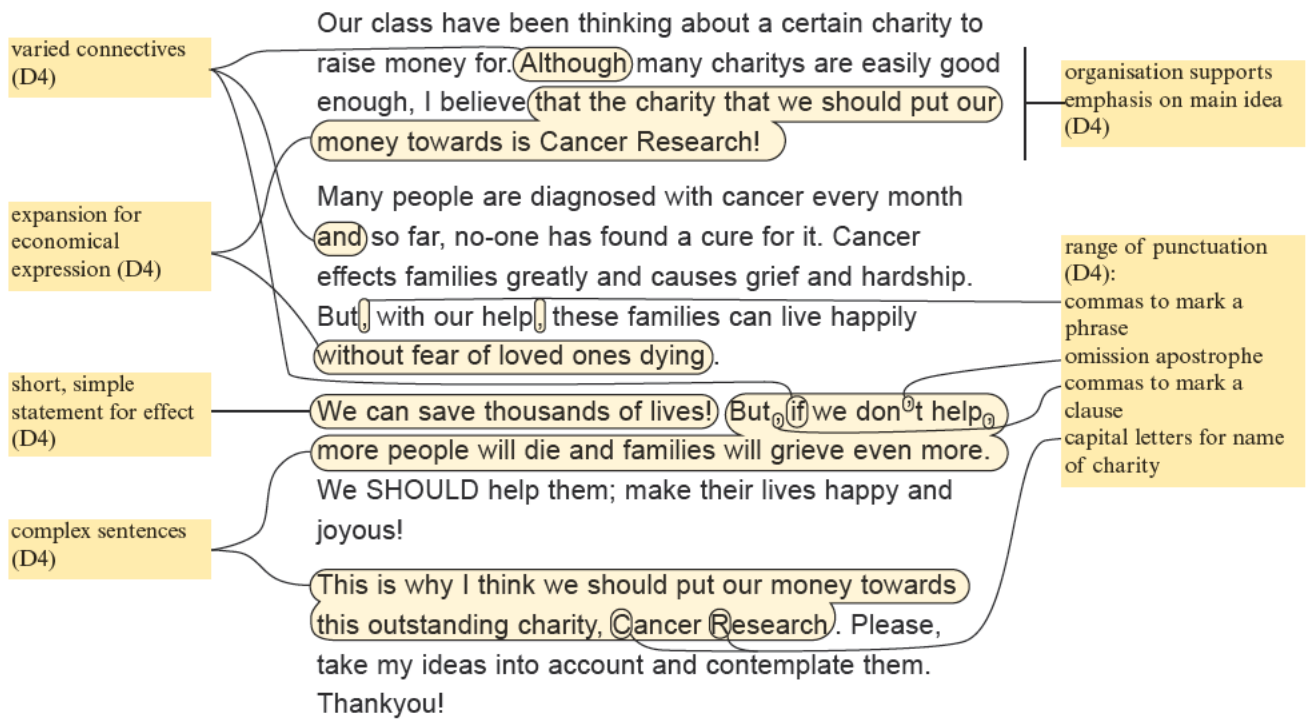 varied connectives
(D4)
expansion for
economical
expression (D4)
short, simple
statement for effect
(D4)
complex sentences
(D4)
Our class have been thinking about a certain charity to
raise money for. Although many charitys are easily good
enough, I believe that the charity that we should put our
money towards is Cancer Research!
Many people are diagnosed with cancer every month
and so far, no-one has found a cure for it. Cancer
effects families greatly and causes grief and hardship.
But, with our help, these families can live happily
without fear of loved ones dying.
We can save thousands of lives! But, if we don't help,
more people will die and families will grieve even more.
We SHOULD help them; make their lives happy and
joyous!
This is why I think we should put our money towards
this outstanding charity, Cancer Research. Please,
take my ideas into account and contemplate them.
Thankyou!
organisation supports
emphasis on main idea
(D4)
range of punctuation
(D4):
commas to mark a
phrase
omission apostrophe
commas to mark a
clause
capital letters for name
of charity